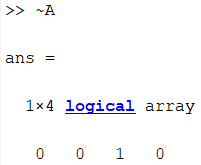 >> ~A
ans =
1×4 logical array
0 0 1 0